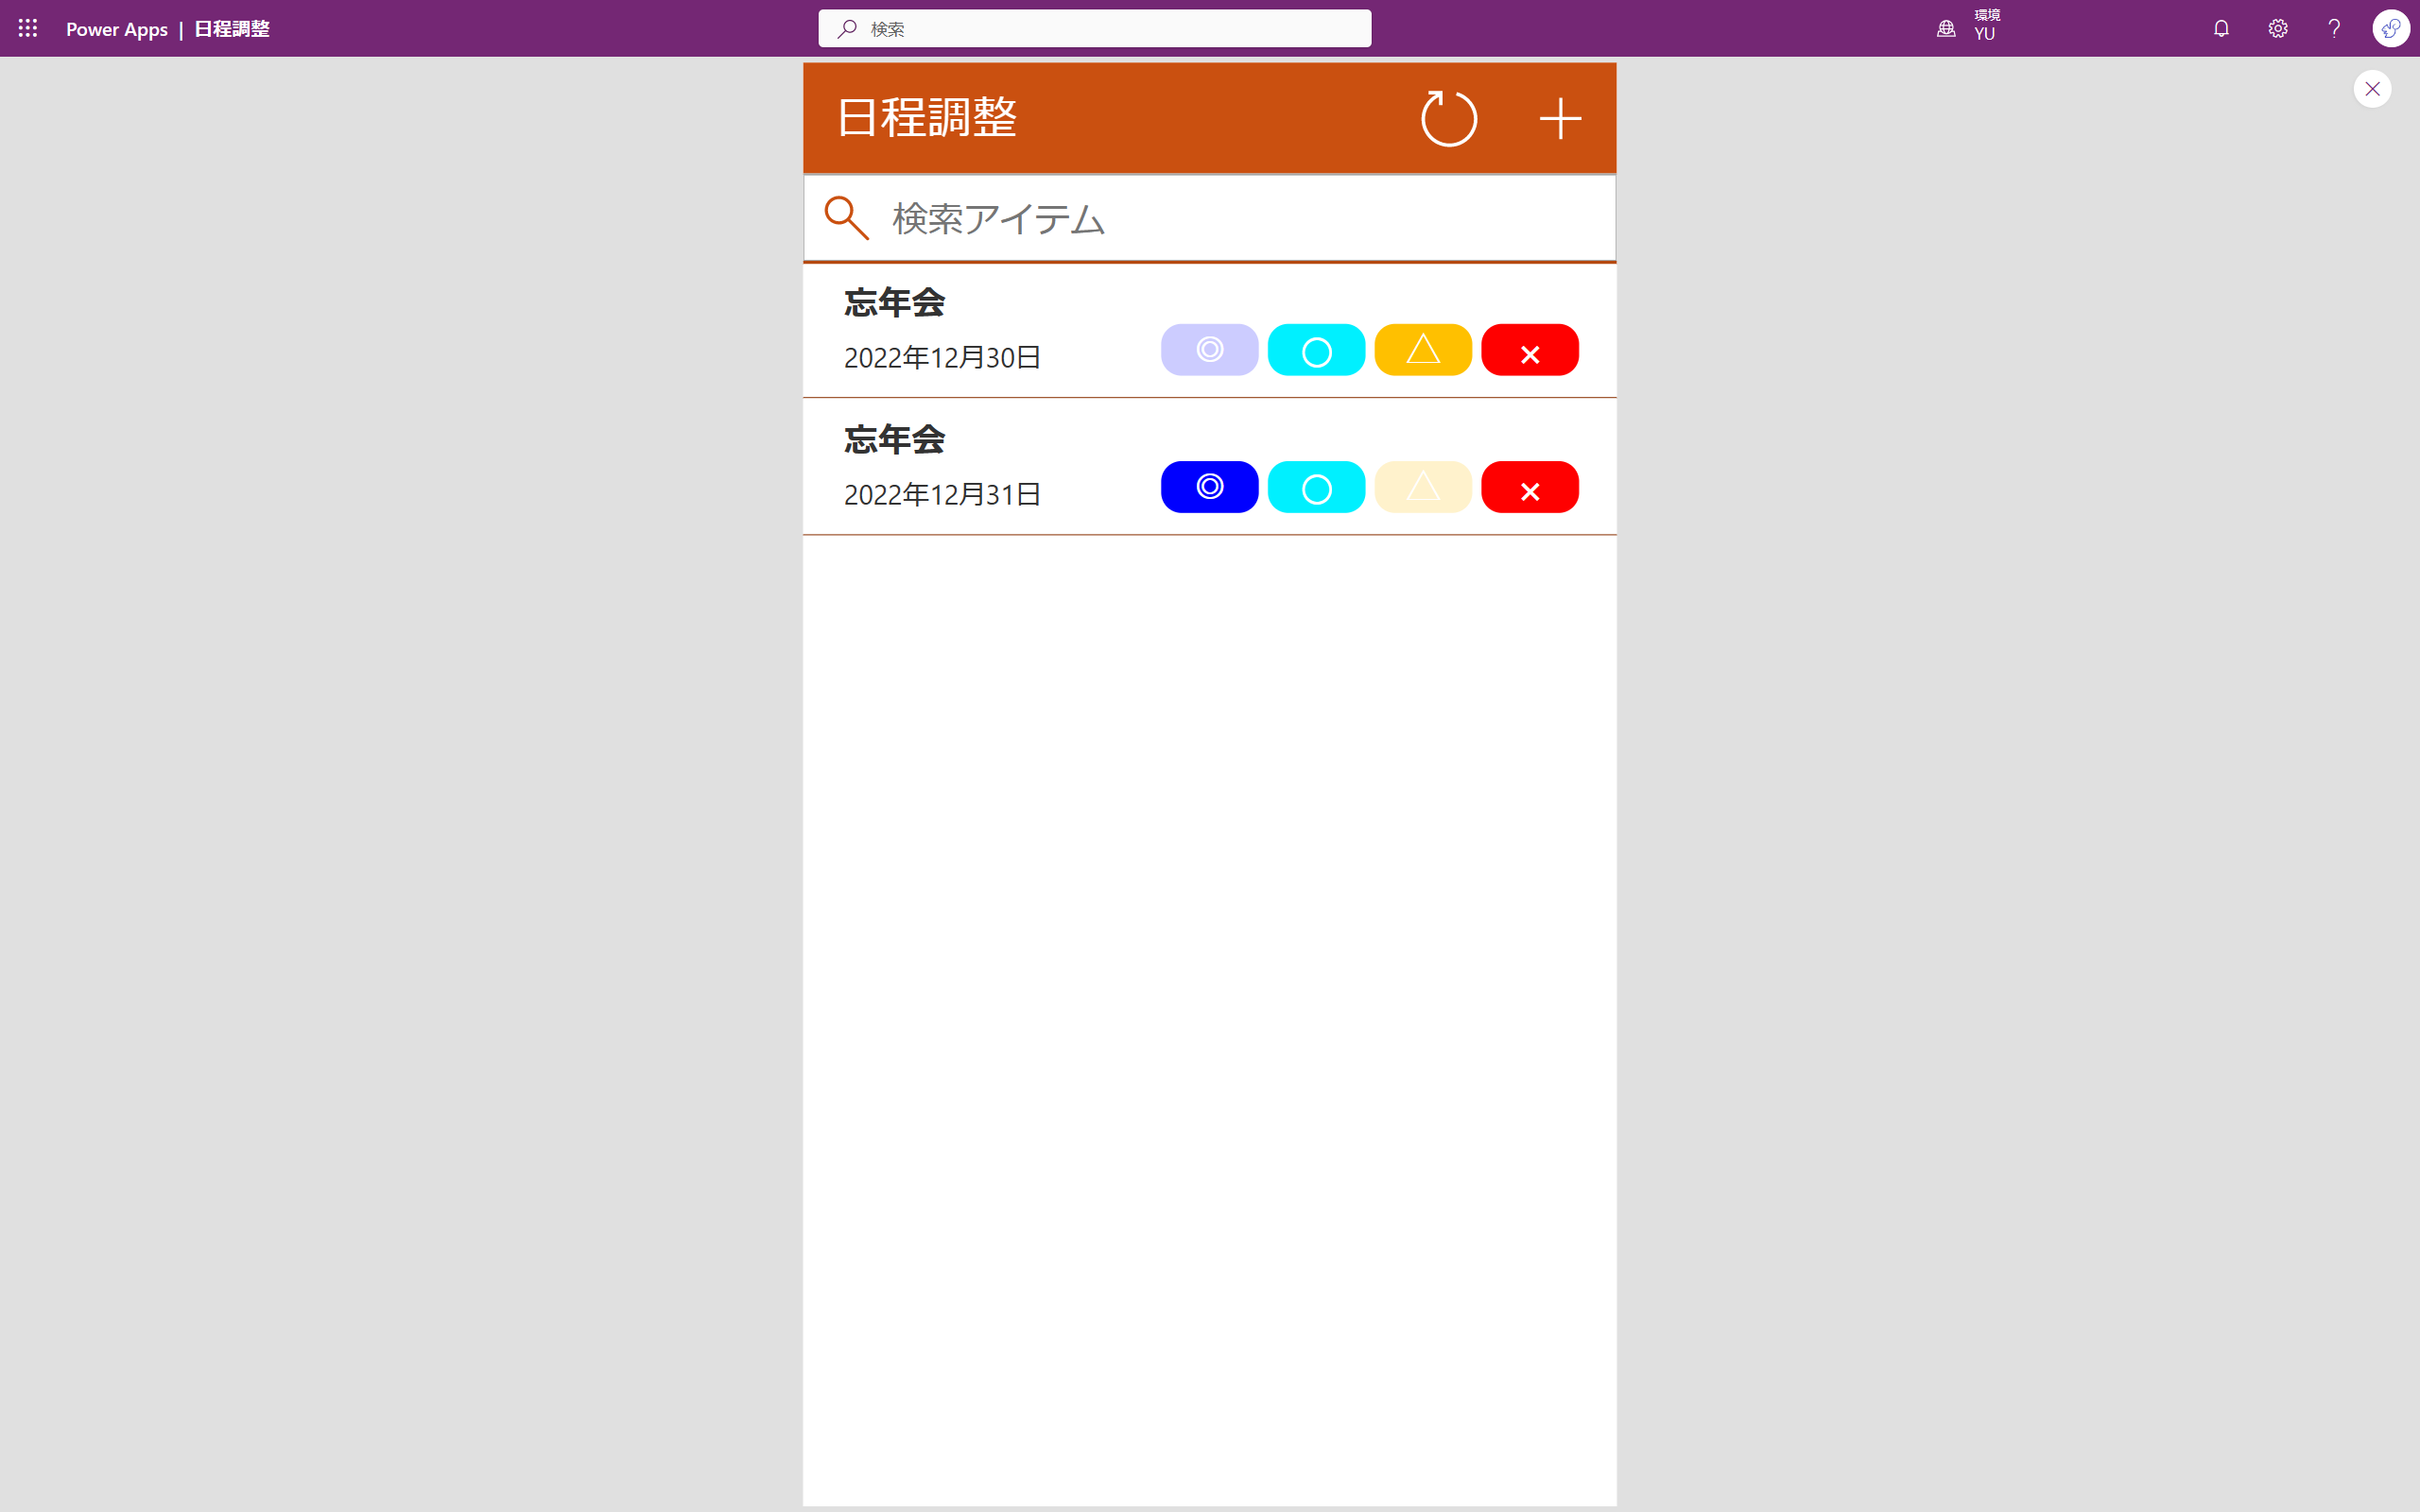 Power Apps | 日程調整
検索
環境
YU
日程調整
検索アイテム
忘年会
2022年12月30日
◎ ○ △ ×
忘年会
2022年12月31日
◎ ○ △ ×